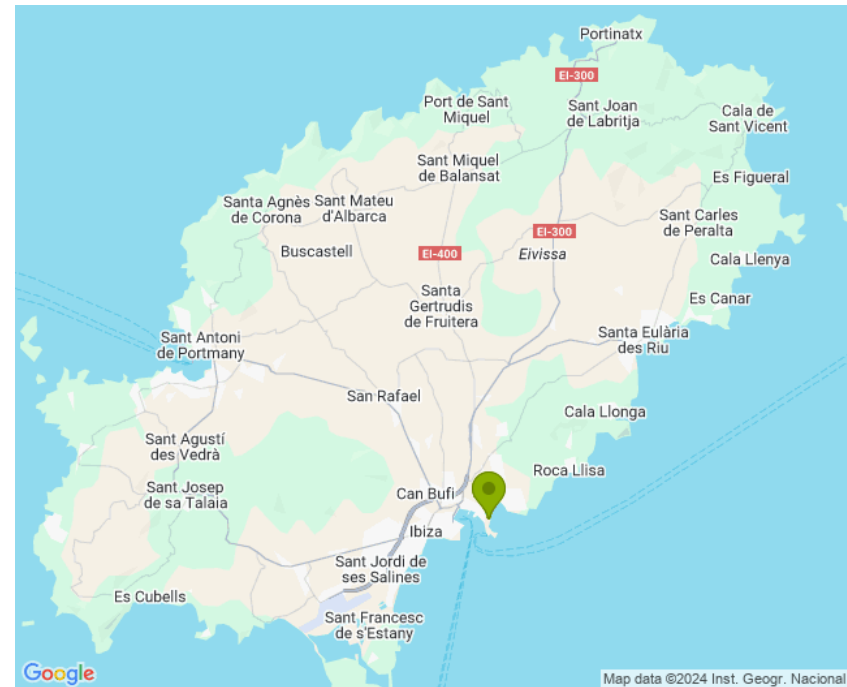 Portinatx
EI-300
Port de Sant
Miquel
Sant Joan
de Labritja
Cala de
Sant Vicent
Sant Miquel
de Balansat
Es Figueral
Santa Agnès
de Corona
Sant Mateu
d'Albarca
Sant Carles
de Peralta
EI-300
Buscastell
EI-400
Eivissa
Cala Llenya
Santa
Gertrudis
de Fruitera
Es Canar
Sant Antoni
de Portmany
Santa Eulària
des Riu
San Rafael
Cala Llonga
Sant Agustí
des Vedrà
Roca Llisa
Sant Josep
de sa Talaia
Can Bufi
Ibiza
Sant Jordi de
ses Salines
Es Cubells
Sant Francesc
de s'Estany
Google
Map data ©2024 Inst. Geogr. Nacional